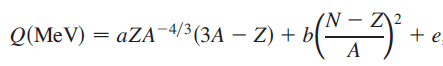 Q(MeV) = aZA^{-4/3}(3A − Z) + b((N − Z)/A)^2 + e,